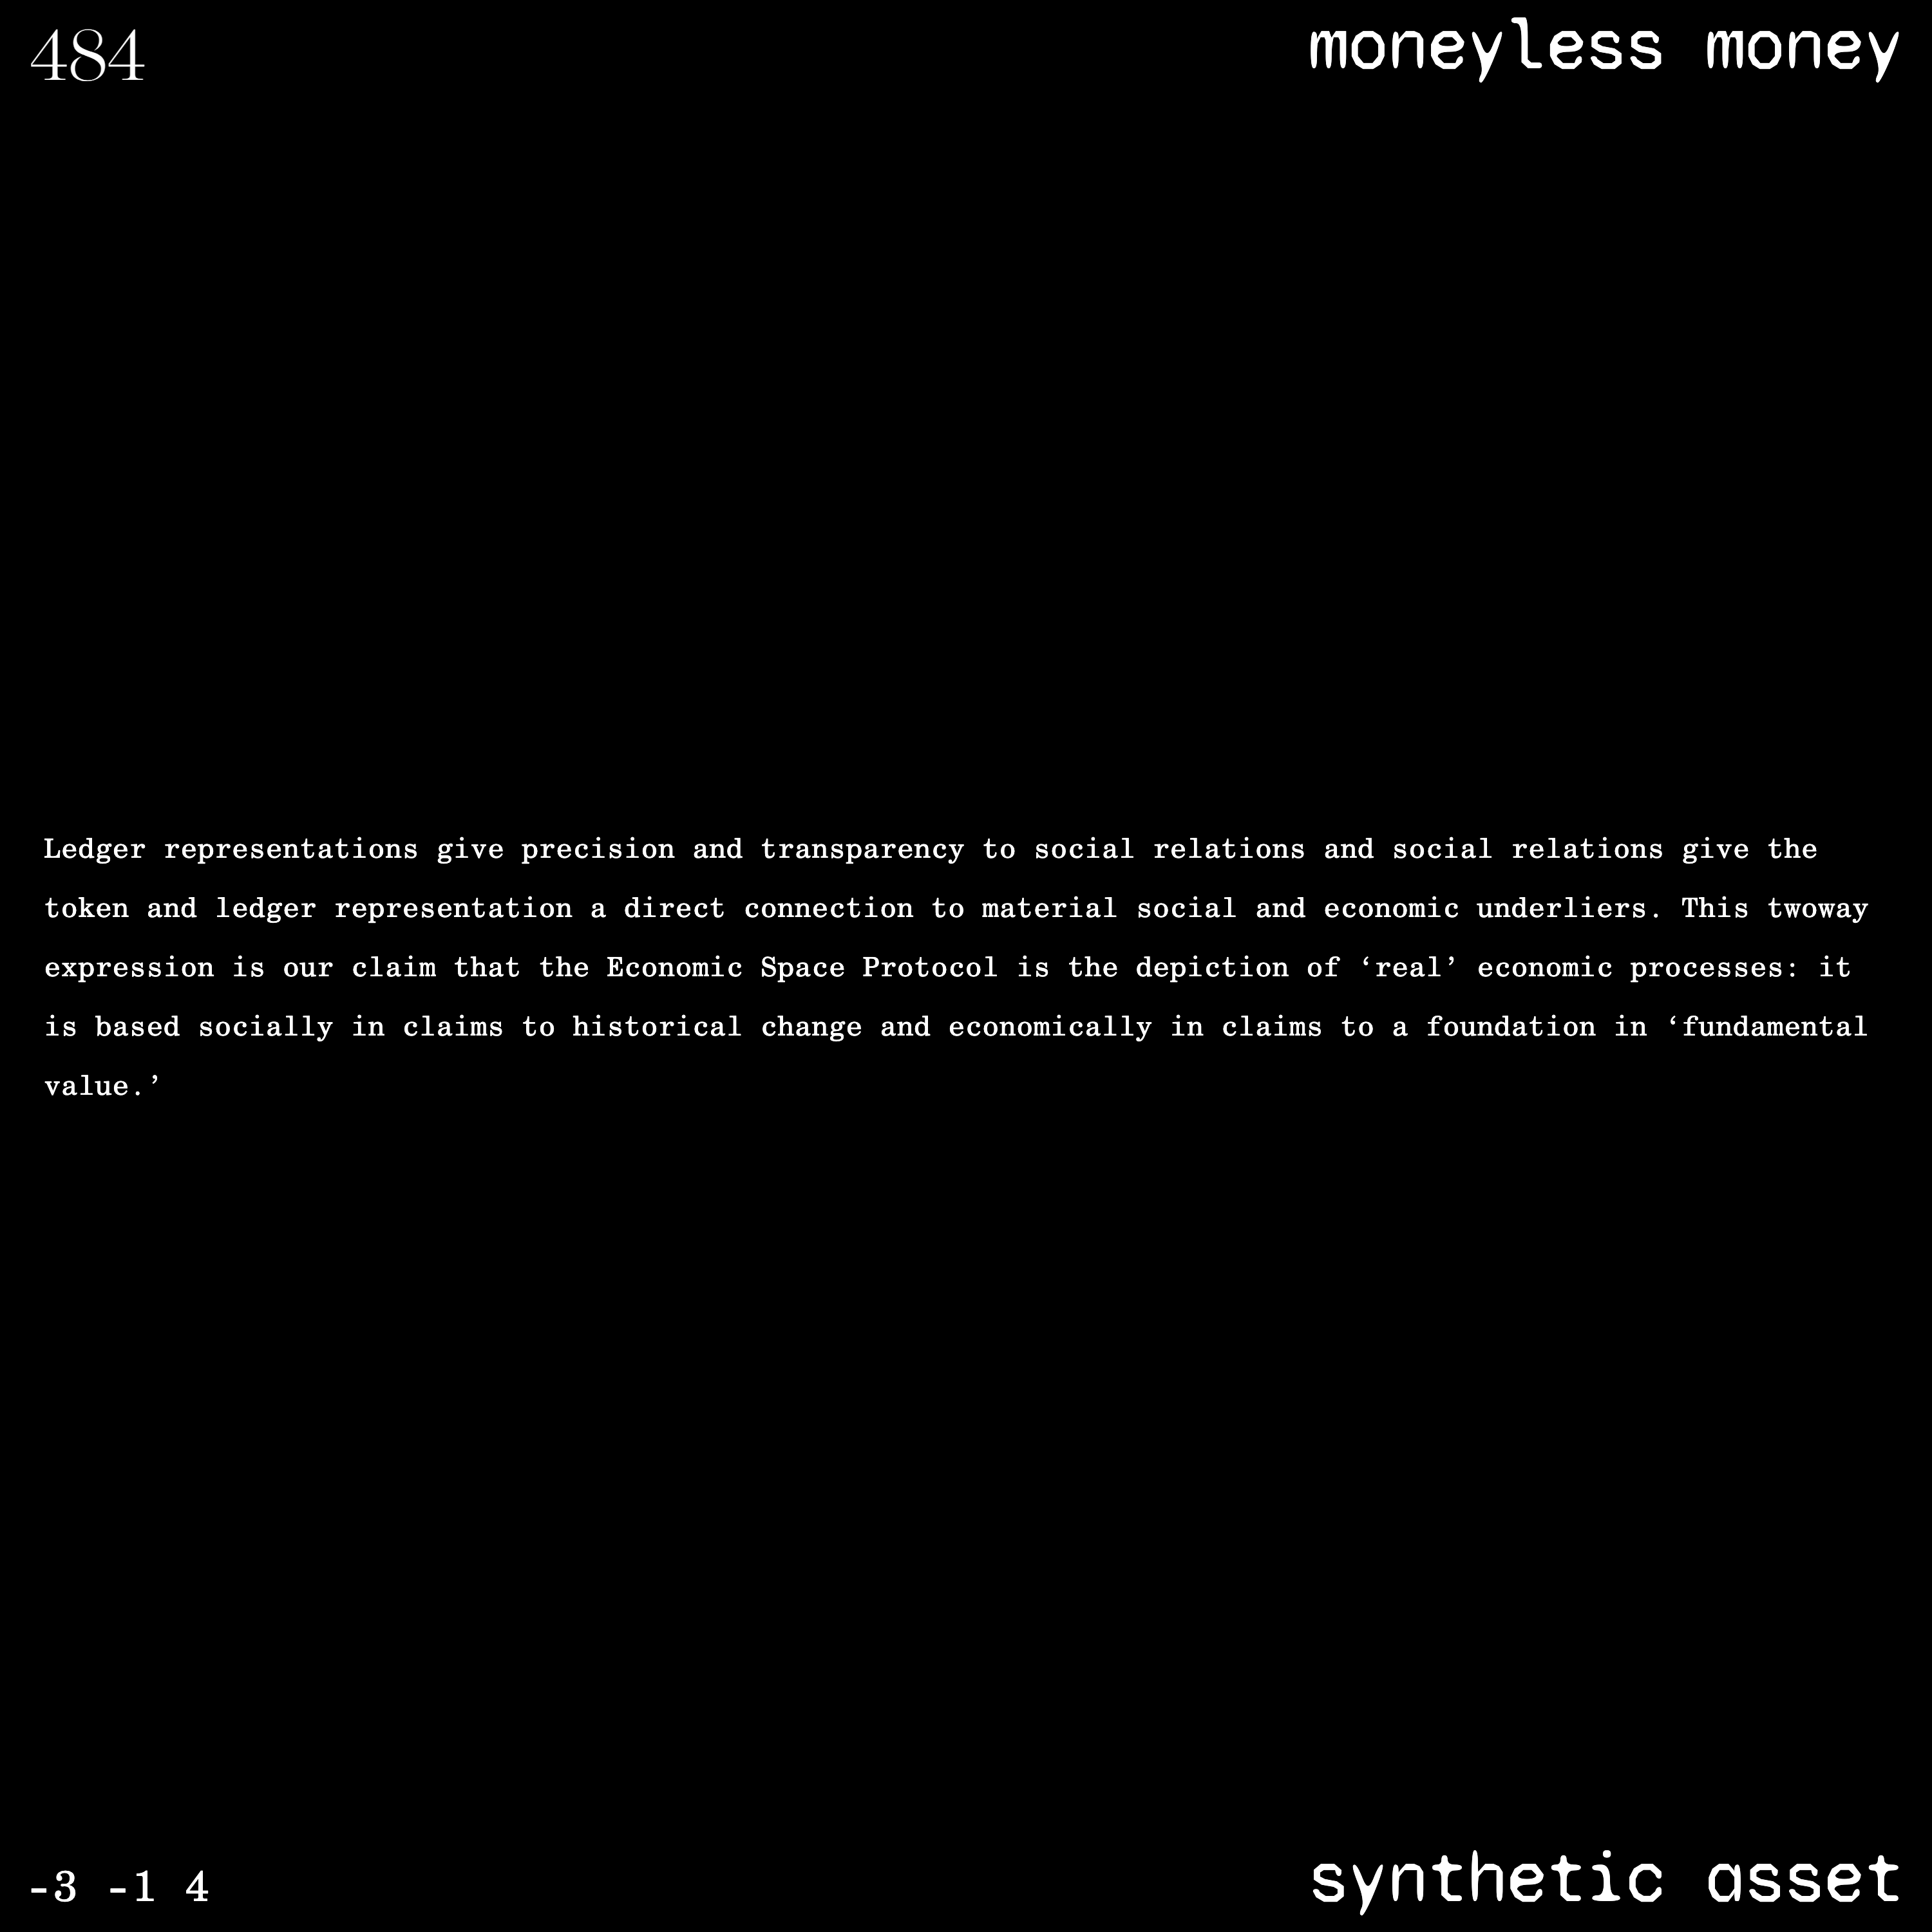 484
moneyless money
Ledger representations give precision and transparency to social relations and social relations give the
token and ledger representation a direct connection to material social and economic underliers. This twoway
expression is our claim that the Economic Space Protocol is the depiction of ‘real’ economic processes: it
is based socially in claims to historical change and economically in claims to a foundation in ‘fundamental
value.’
-3 -1 4
synthetic asset